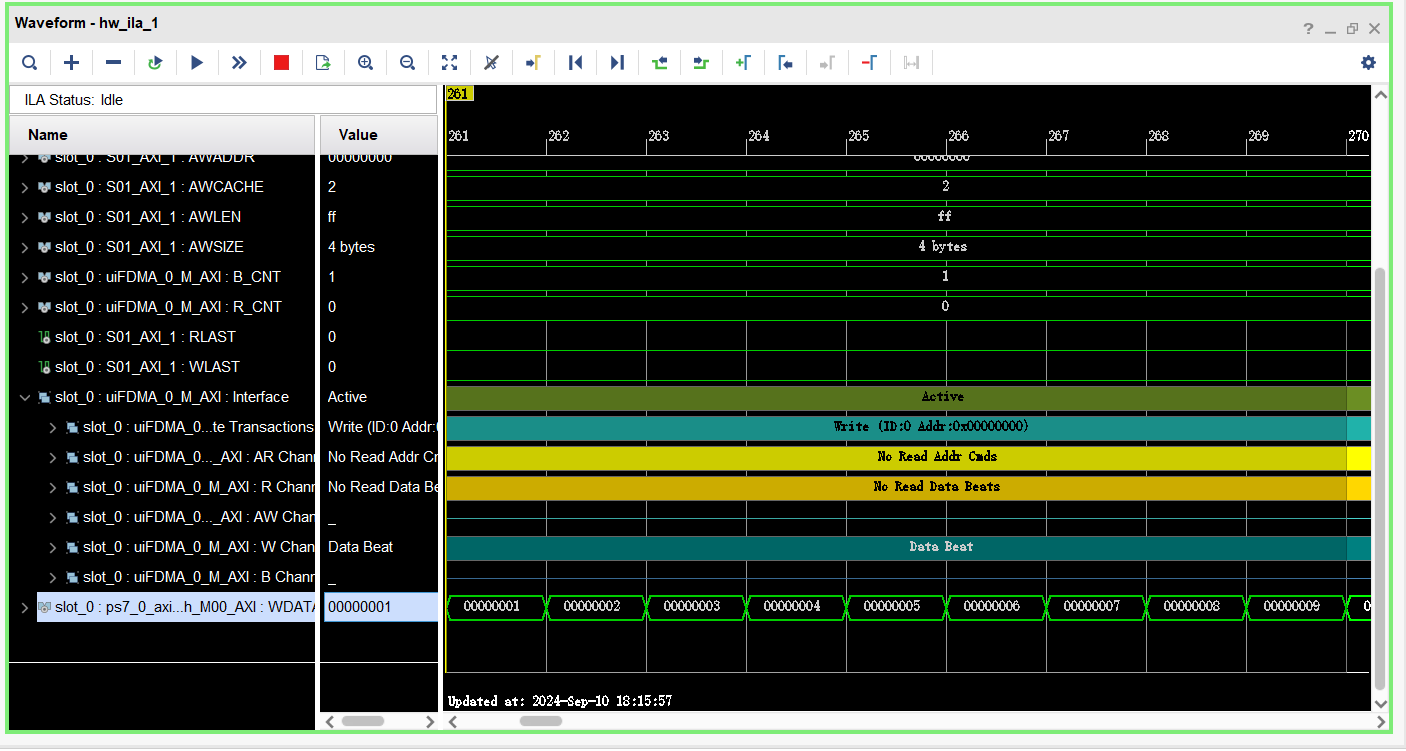 Waveform - hw_ila_1
?
ILA Status: Idle
Name Value
261
261 262 263 264 265 266 267 268 269 270
slot_0 : S01_AXI_1 : AWADDR 00000000 00000000
slot_0 : S01_AXI_1 : AWCACHE 2 2
slot_0 : S01_AXI_1 : AWLEN ff ff
slot_0 : S01_AXI_1 : AWSIZE 4 bytes 4 bytes
slot_0 : uiFDMA_0_M_AXI : B_CNT 1 1
slot_0 : uiFDMA_0_M_AXI : R_CNT 0 0
slot_0 : S01_AXI_1 : RLAST 0
slot_0 : S01_AXI_1 : WLAST 0
slot_0 : uiFDMA_0_M_AXI : Interface Active Active
slot_0 : uiFDMA_0...te Transactions Write (ID:0 Addr: Write (ID:0 Addr:0x00000000)
slot_0 : uiFDMA_0..._AXI : AR Chan No Read Addr C No Read Addr Cmds
slot_0 : uiFDMA_0_M_AXI : R Chan No Read Data Be No Read Data Beats
slot_0 : uiFDMA_0..._AXI : AW Chan _
slot_0 : uiFDMA_0_M_AXI : W Chan Data Beat Data Beat
slot_0 : uiFDMA_0_M_AXI : B Chann _
slot_0 : ps7_0_axi...h_M00_AXI : WDATA 00000001 00000001 00000002 00000003 00000004 00000005 00000006 00000007 00000008 00000009 0
Updated at: 2024-Sep-10 18:15:57